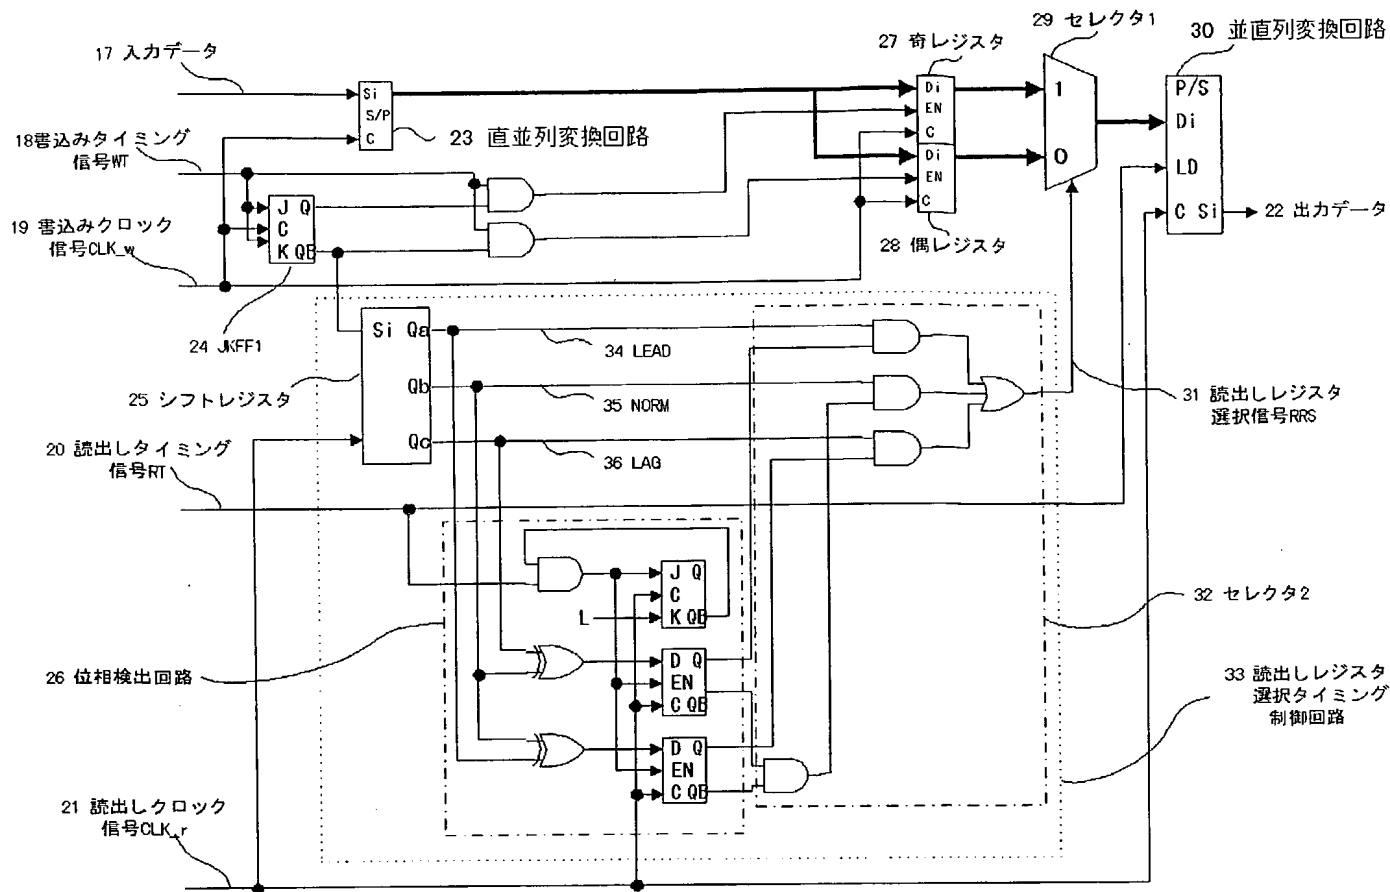 29 セレクタ1
30 並直列変換回路
27 奇レジスタ
17 入力データ
Si
S/P
C
23 直並列変換回路
Di
EN
C
Di
EN
C
1
0
P/S
Di
LD
C Si
22 出力データ
18書込みタイミング
信号WT
J Q
C
K QB
19 書込みクロック
信号CLK_w
28 偶レジスタ
24 JKFF1
Si Qa
Qb
Qc
34 LEAD
35 NORM
36 LAG
25 シフトレジスタ
31 読出しレジスタ
選択信号RRS
20 読出しタイミング
信号RT
J Q
C
K QB
L
32 セレクタ2
26 位相検出回路
D Q
EN
C QB
33 読出しレジスタ
選択タイミング
制御回路
D Q
EN
C QB
21 読出しクロック
信号CLK_r